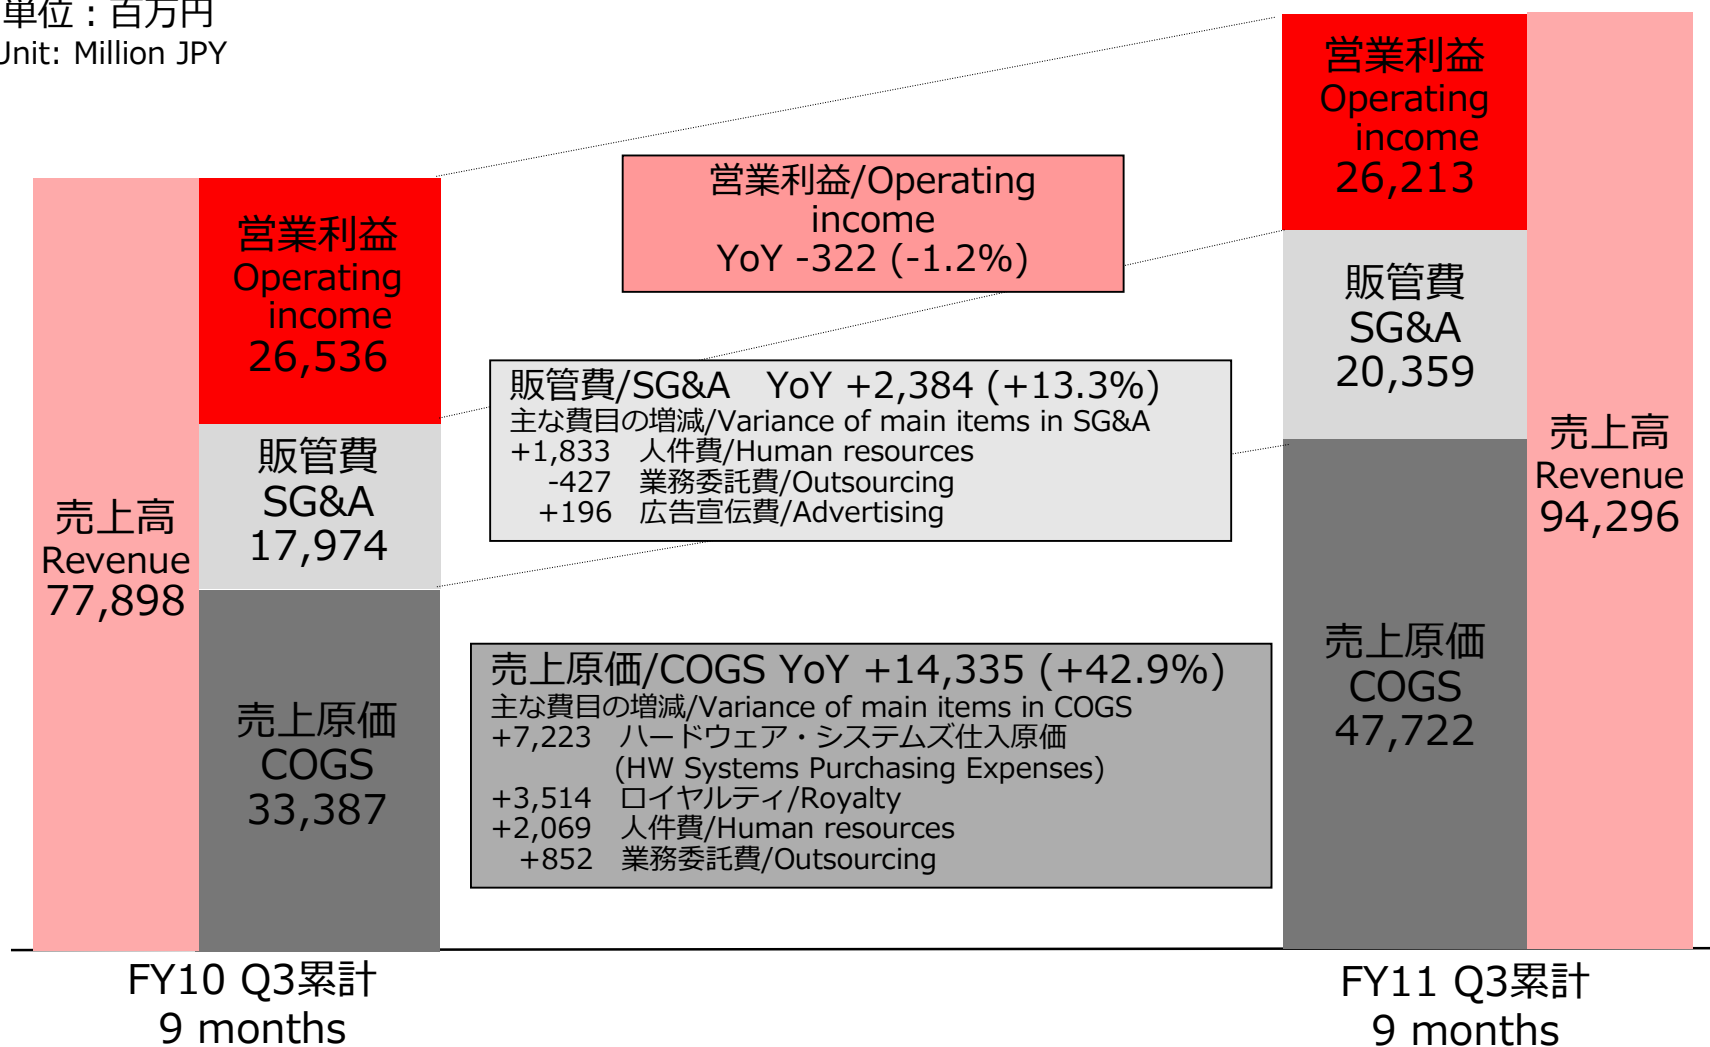 単位：百万円
Unit: Million JPY
営業利益
Operating
income
26,213
営業利益/Operating
income
YoY -322 (-1.2%)
営業利益
Operating
income
26,536
販管費
SG&A
20,359
販管費/SG&A YoY +2,384 (+13.3%)
主な費目の増減/Variance of main items in SG&A
+1,833 人件費/Human resources
-427 業務委託費/Outsourcing
+196 広告宣伝費/Advertising
販管費
SG&A
17,974
売上高
Revenue
94,296
売上高
Revenue
77,898
売上原価/COGS YoY +14,335 (+42.9%)
主な費目の増減/Variance of main items in COGS
+7,223 ハードウェア・システムズ仕入原価
(HW Systems Purchasing Expenses)
+3,514 ロイヤルティ/Royalty
+2,069 人件費/Human resources
+852 業務委託費/Outsourcing
売上原価
COGS
47,722
売上原価
COGS
33,387
FY10 Q3累計
9 months
FY11 Q3累計
9 months